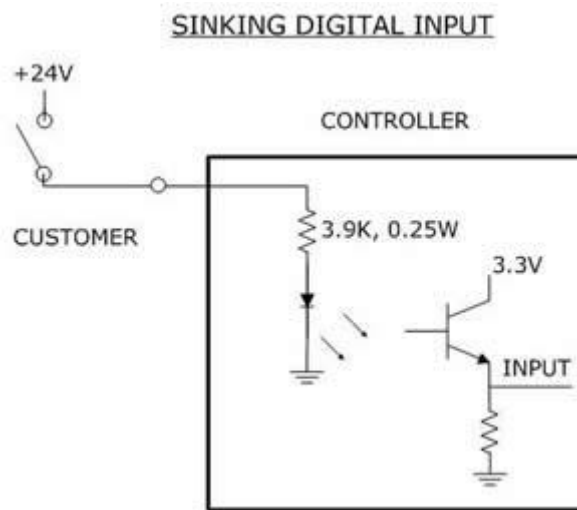 SINKING DIGITAL INPUT
+24V
CONTROLLER
CUSTOMER
3.9K, 0.25W
3.3V
INPUT